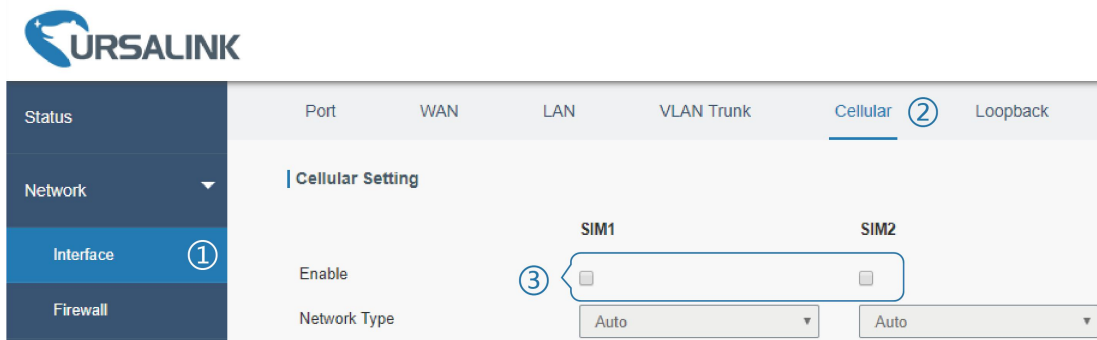 URSALINK
Status
Port WAN LAN VLAN Trunk Cellular ② Loopback
Network
Cellular Setting
SIM1 SIM2
Interface ①
Enable ③
Firewall
Network Type Auto Auto